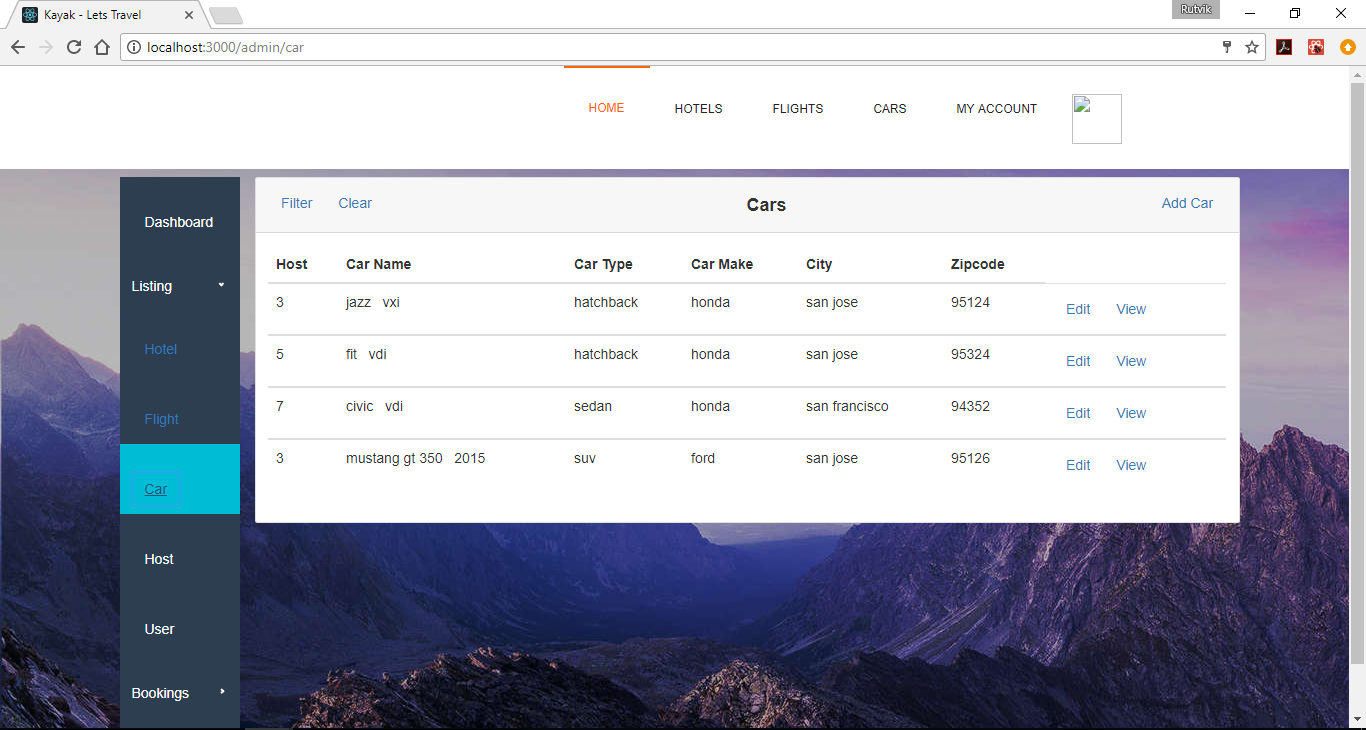 Kayak - Lets Travel
Rutvik
localhost:3000/admin/car
HOME HOTELS FLIGHTS CARS MY ACCOUNT
Dashboard
Listing
Hotel
Flight
Car
Host
User
Bookings
Filter Clear Cars Add Car
Host Car Name Car Type Car Make City Zipcode
3 jazz vxi hatchback honda san jose 95124 Edit View
5 fit vdi hatchback honda san jose 95324 Edit View
7 civic vdi sedan honda san francisco 94352 Edit View
3 mustang gt 350 2015 suv ford san jose 95126 Edit View